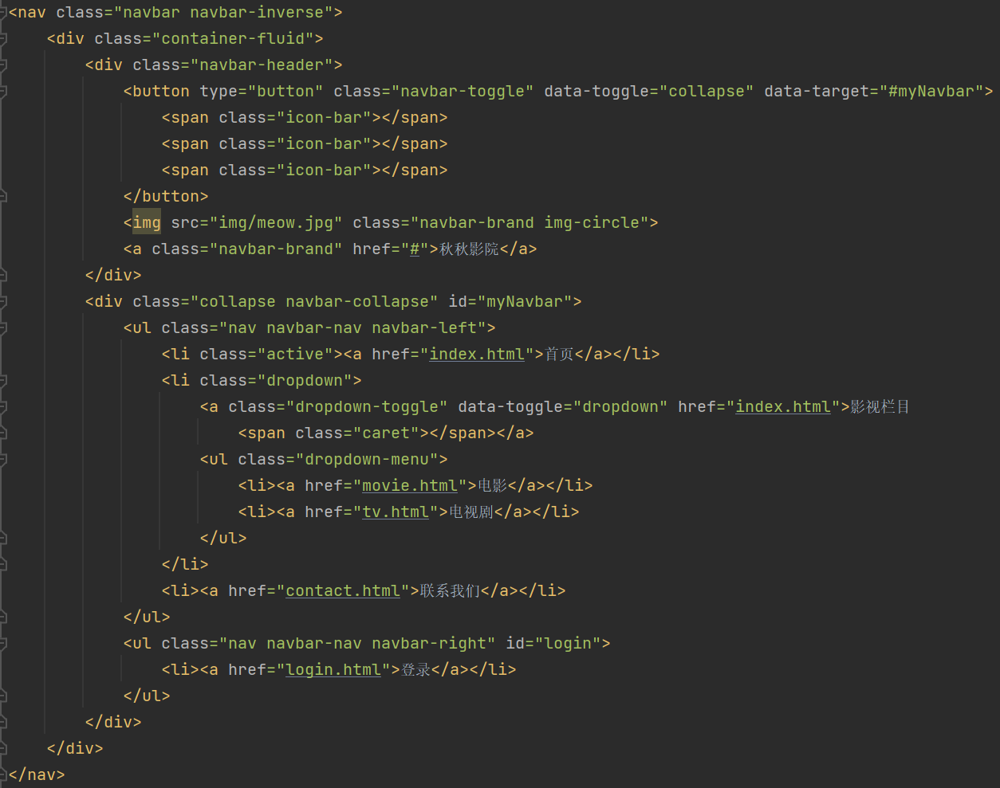 <nav class="navbar navbar-inverse">
<div class="container-fluid">
<div class="navbar-header">
<button type="button" class="navbar-toggle" data-toggle="collapse" data-target="#myNavbar">
<span class="icon-bar"></span>
<span class="icon-bar"></span>
<span class="icon-bar"></span>
</button>
<img src="img/meow.jpg" class="navbar-brand img-circle">
<a class="navbar-brand" href="#">秋秋影院</a>
</div>
<div class="collapse navbar-collapse" id="myNavbar">
<ul class="nav navbar-nav navbar-left">
<li class="active"><a href="index.html">首页</a></li>
<li class="dropdown">
<a class="dropdown-toggle" data-toggle="dropdown" href="index.html">影视栏目
<span class="caret"></span></a>
<ul class="dropdown-menu">
<li><a href="movie.html">电影</a></li>
<li><a href="tv.html">电视剧</a></li>
</ul>
</li>
<li><a href="contact.html">联系我们</a></li>
</ul>
<ul class="nav navbar-nav navbar-right" id="login">
<li><a href="login.html">登录</a></li>
</ul>
</div>
</div>
</nav>